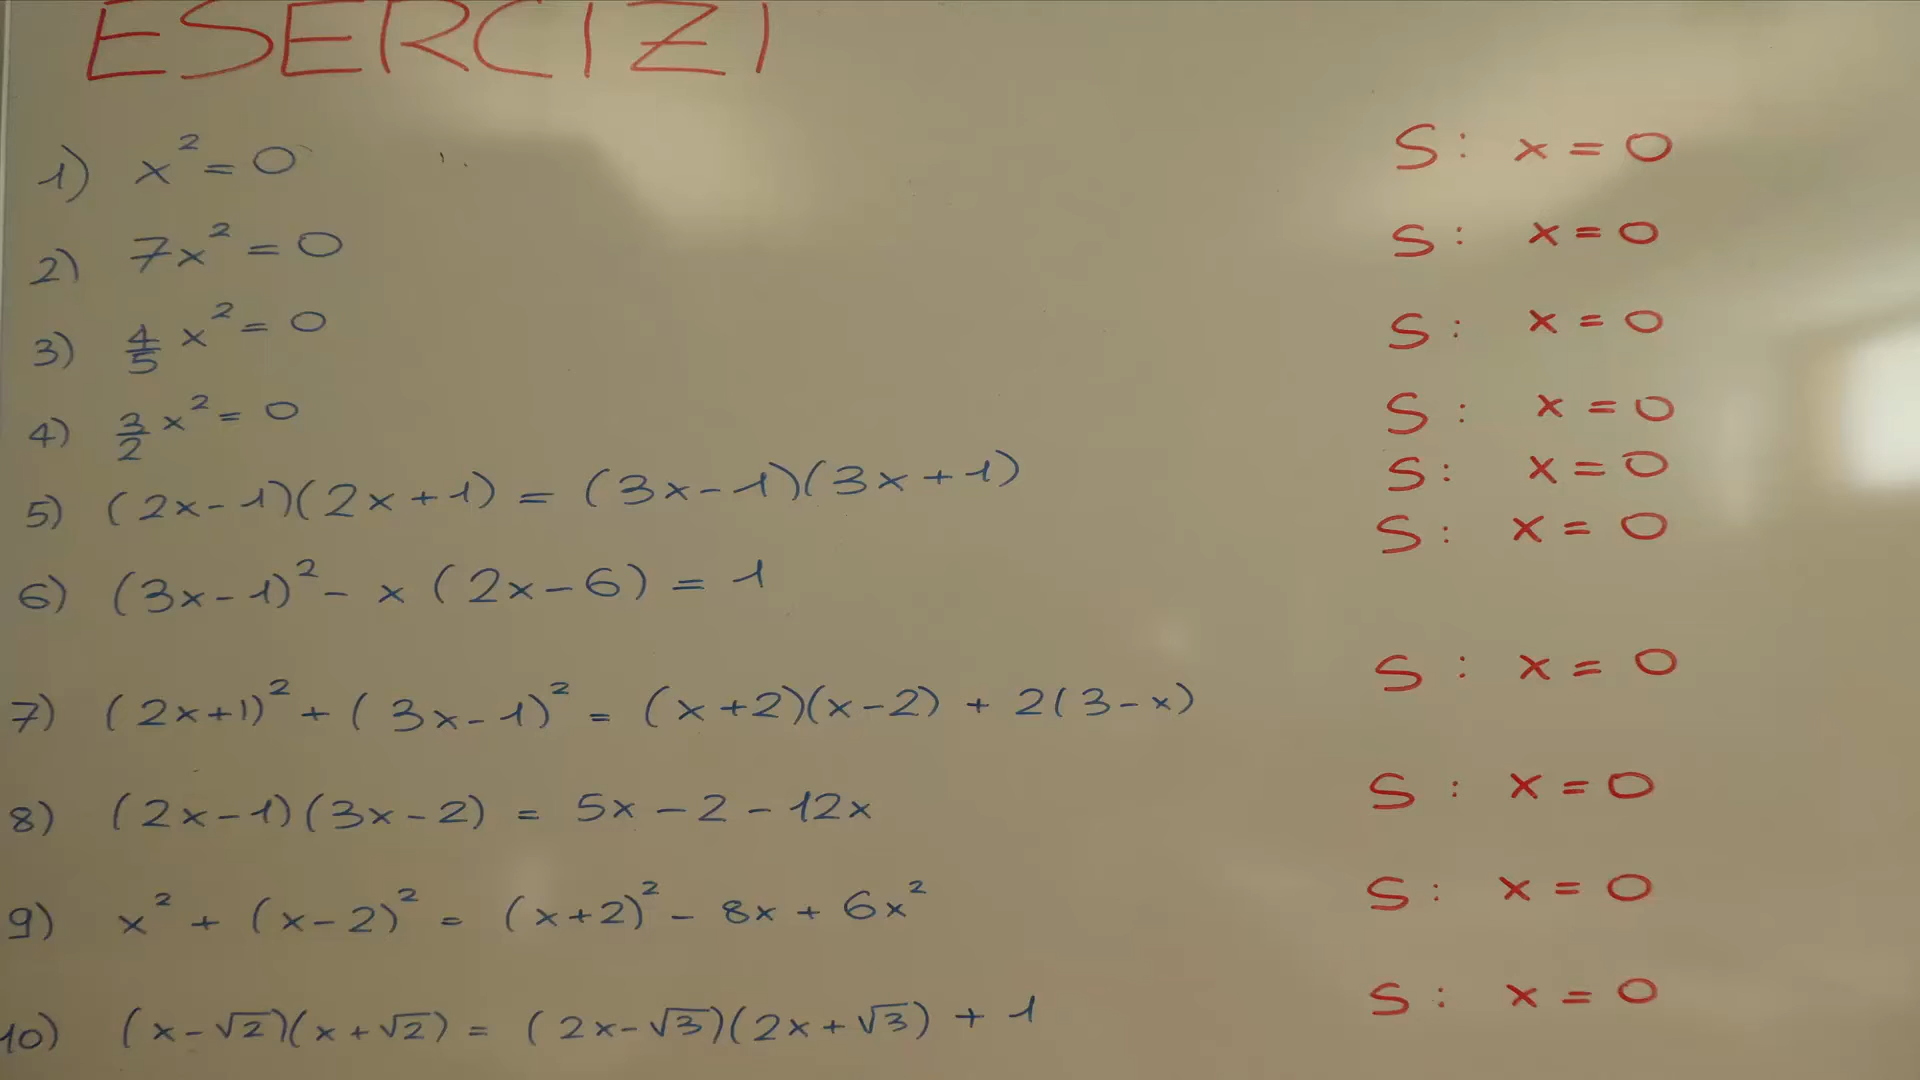 ESERCIZI
1) x² = 0 S: x = 0
2) 7x² = 0 S: x = 0
3) 4/5 x² = 0 S: x = 0
4) 3/2 x² = 0 S: x = 0
5) (2x-1)(2x+1) = (3x-1)(3x+1) S: x = 0
6) (3x-1)² - x(2x-6) = 1 S: x = 0
7) (2x+1)² + (3x-1)² = (x+2)(x-2) + 2(3-x) S: x = 0
8) (2x-1)(3x-2) = 5x - 2 - 12x S: x = 0
9) x² + (x-2)² = (x+2)² - 8x + 6x² S: x = 0
10) (x-√2)(x+√2) = (2x-√3)(2x+√3) + 1 S: x = 0